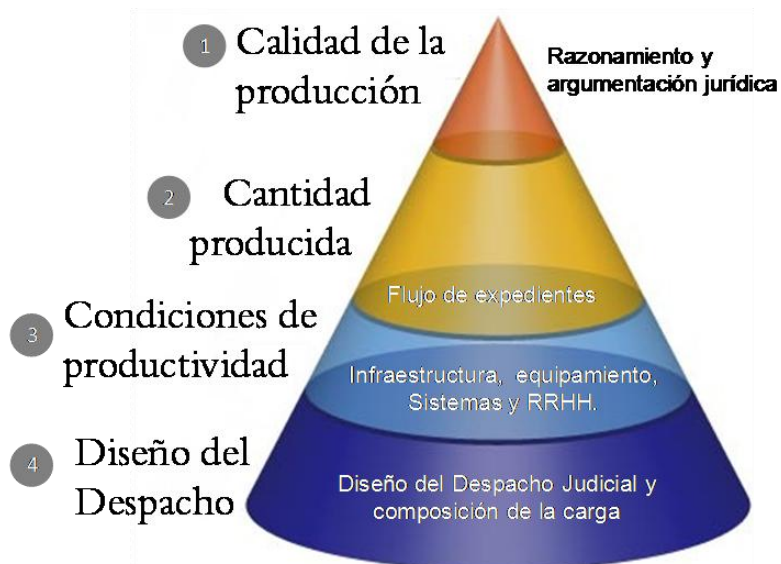 1
Calidad de la
producción
Razonamiento y
argumentación jurídica
2
Cantidad
producida
Flujo de expedientes
3
Condiciones de
productividad
Infraestructura, equipamiento,
Sistemas y RRHH.
4
Diseño del
Despacho
Diseño del Despacho Judicial y
composición de la carga